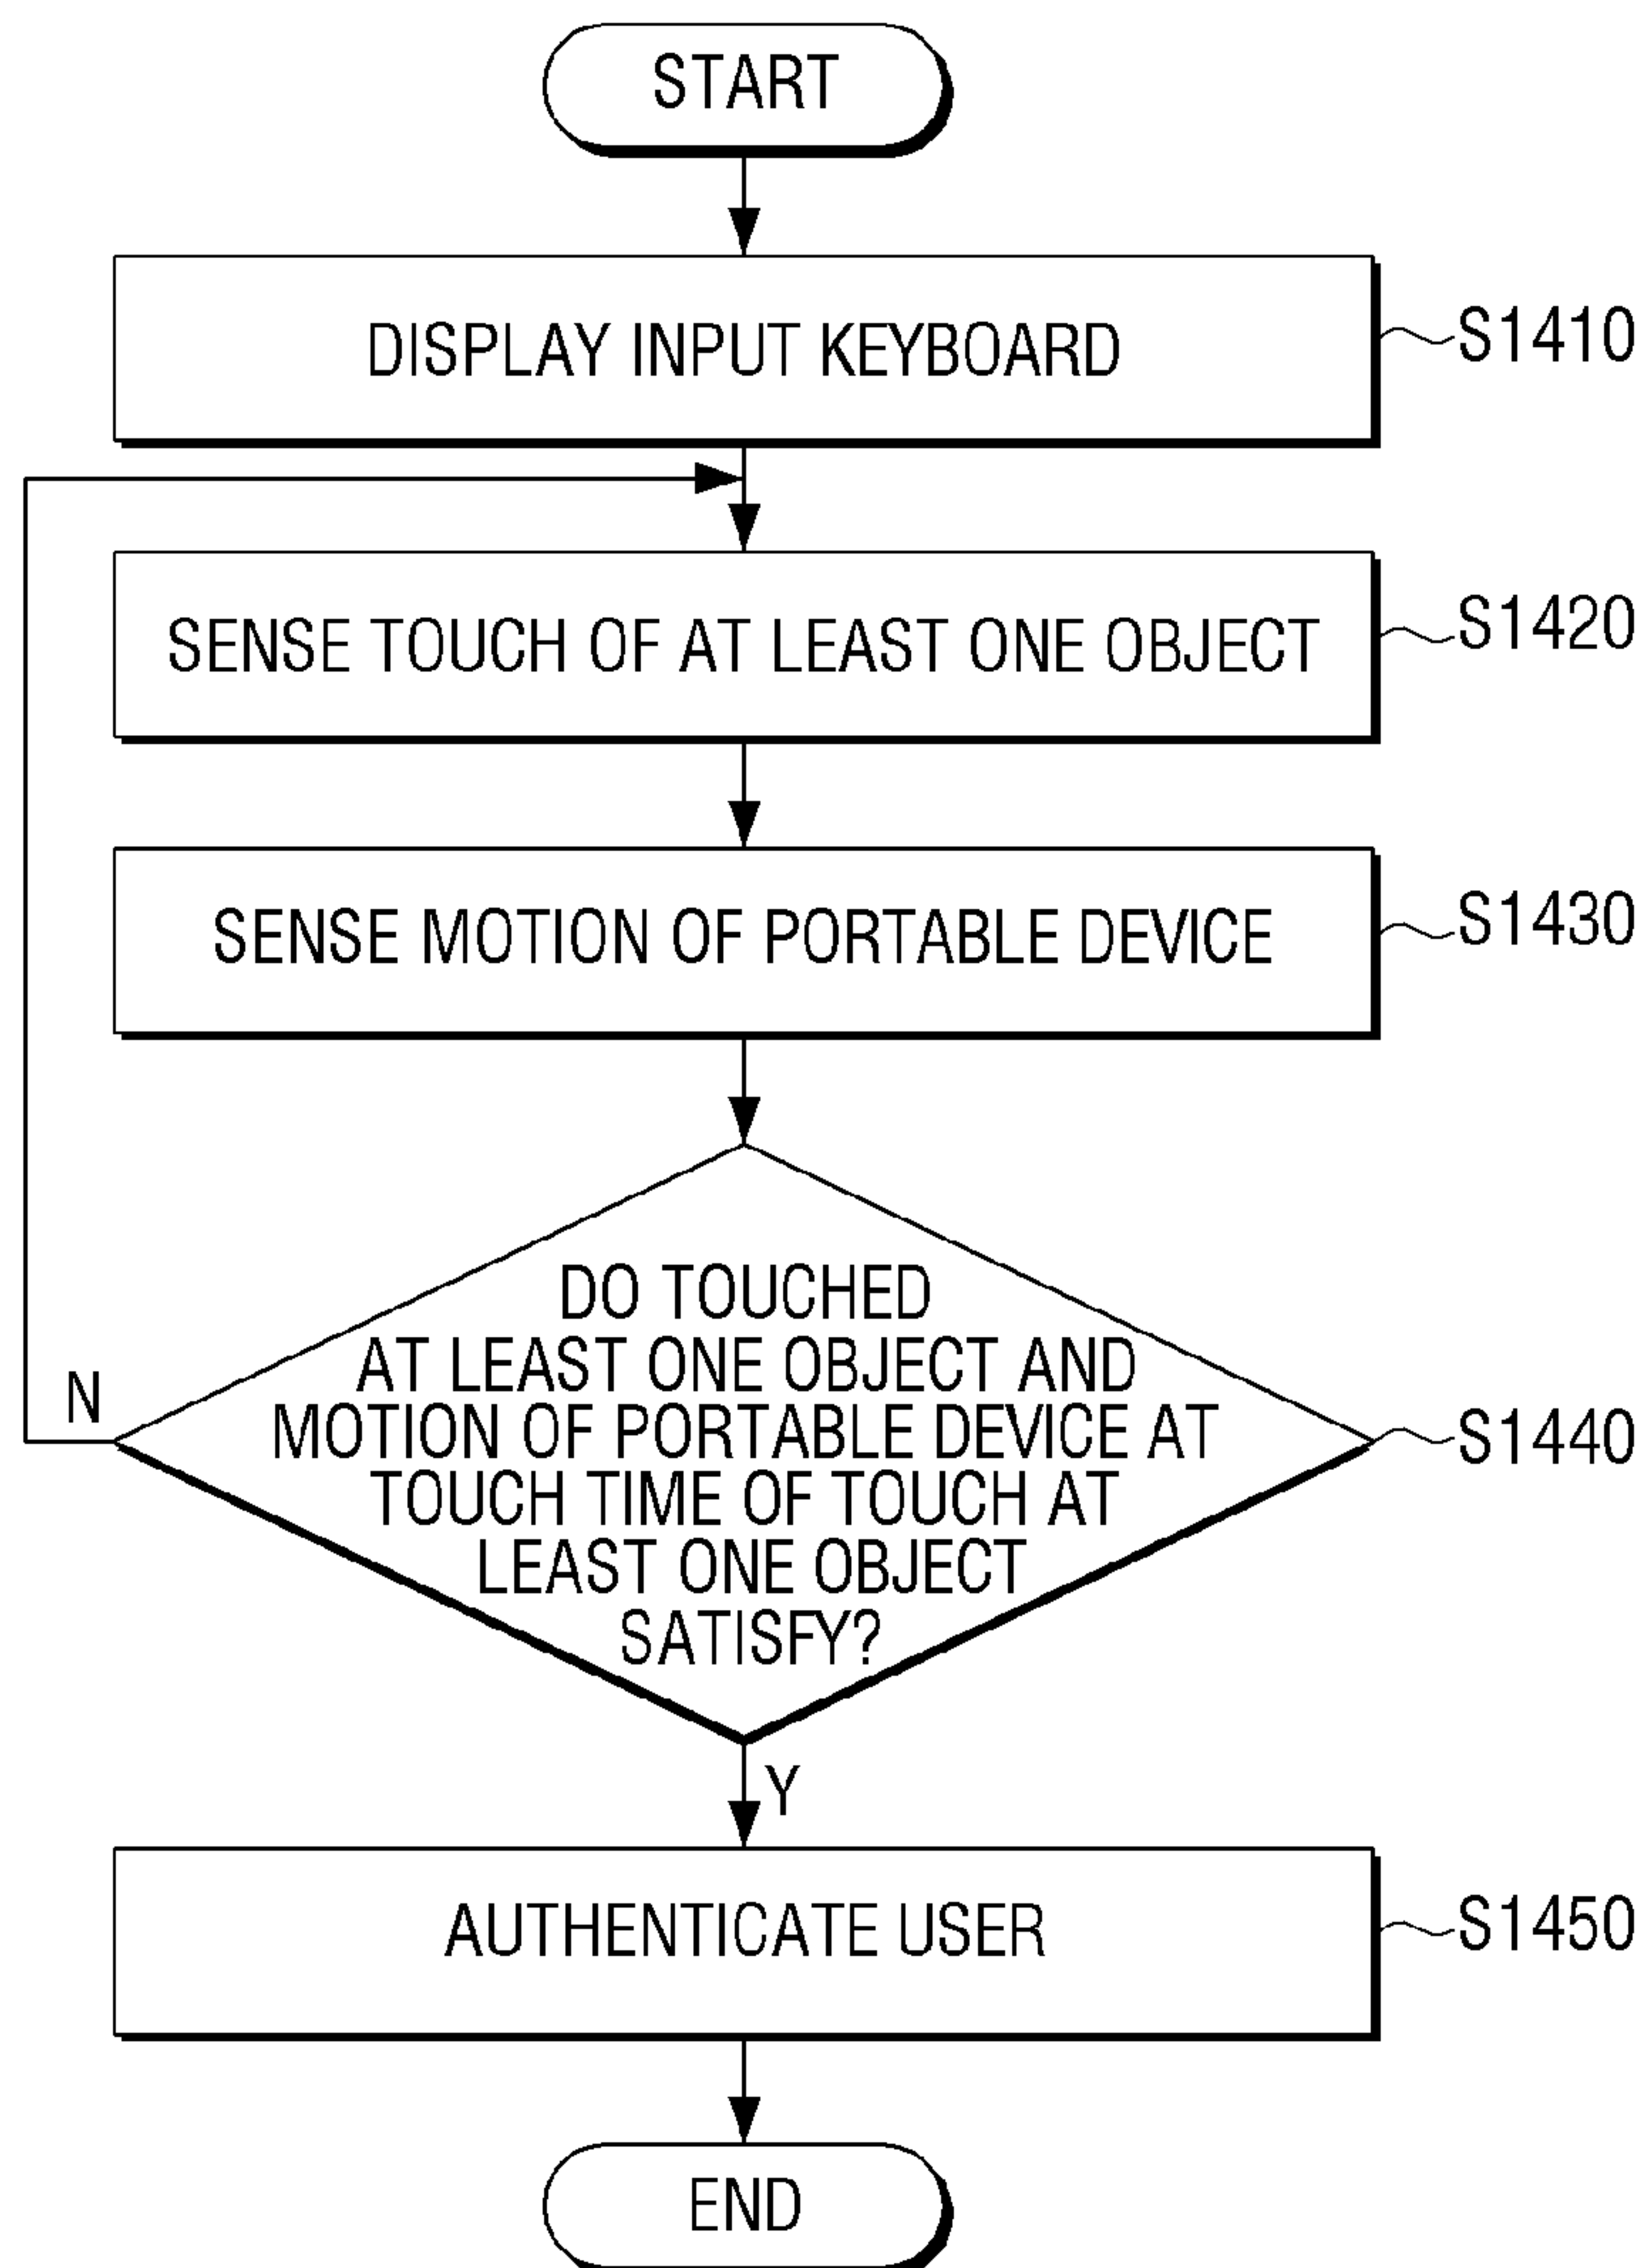 START
DISPLAY INPUT KEYBOARD
S1410
SENSE TOUCH OF AT LEAST ONE OBJECT
S1420
SENSE MOTION OF PORTABLE DEVICE
S1430
DO TOUCHED
AT LEAST ONE OBJECT AND
MOTION OF PORTABLE DEVICE AT
TOUCH TIME OF TOUCH AT
LEAST ONE OBJECT
SATISFY?
N
S1440
Y
AUTHENTICATE USER
S1450
END